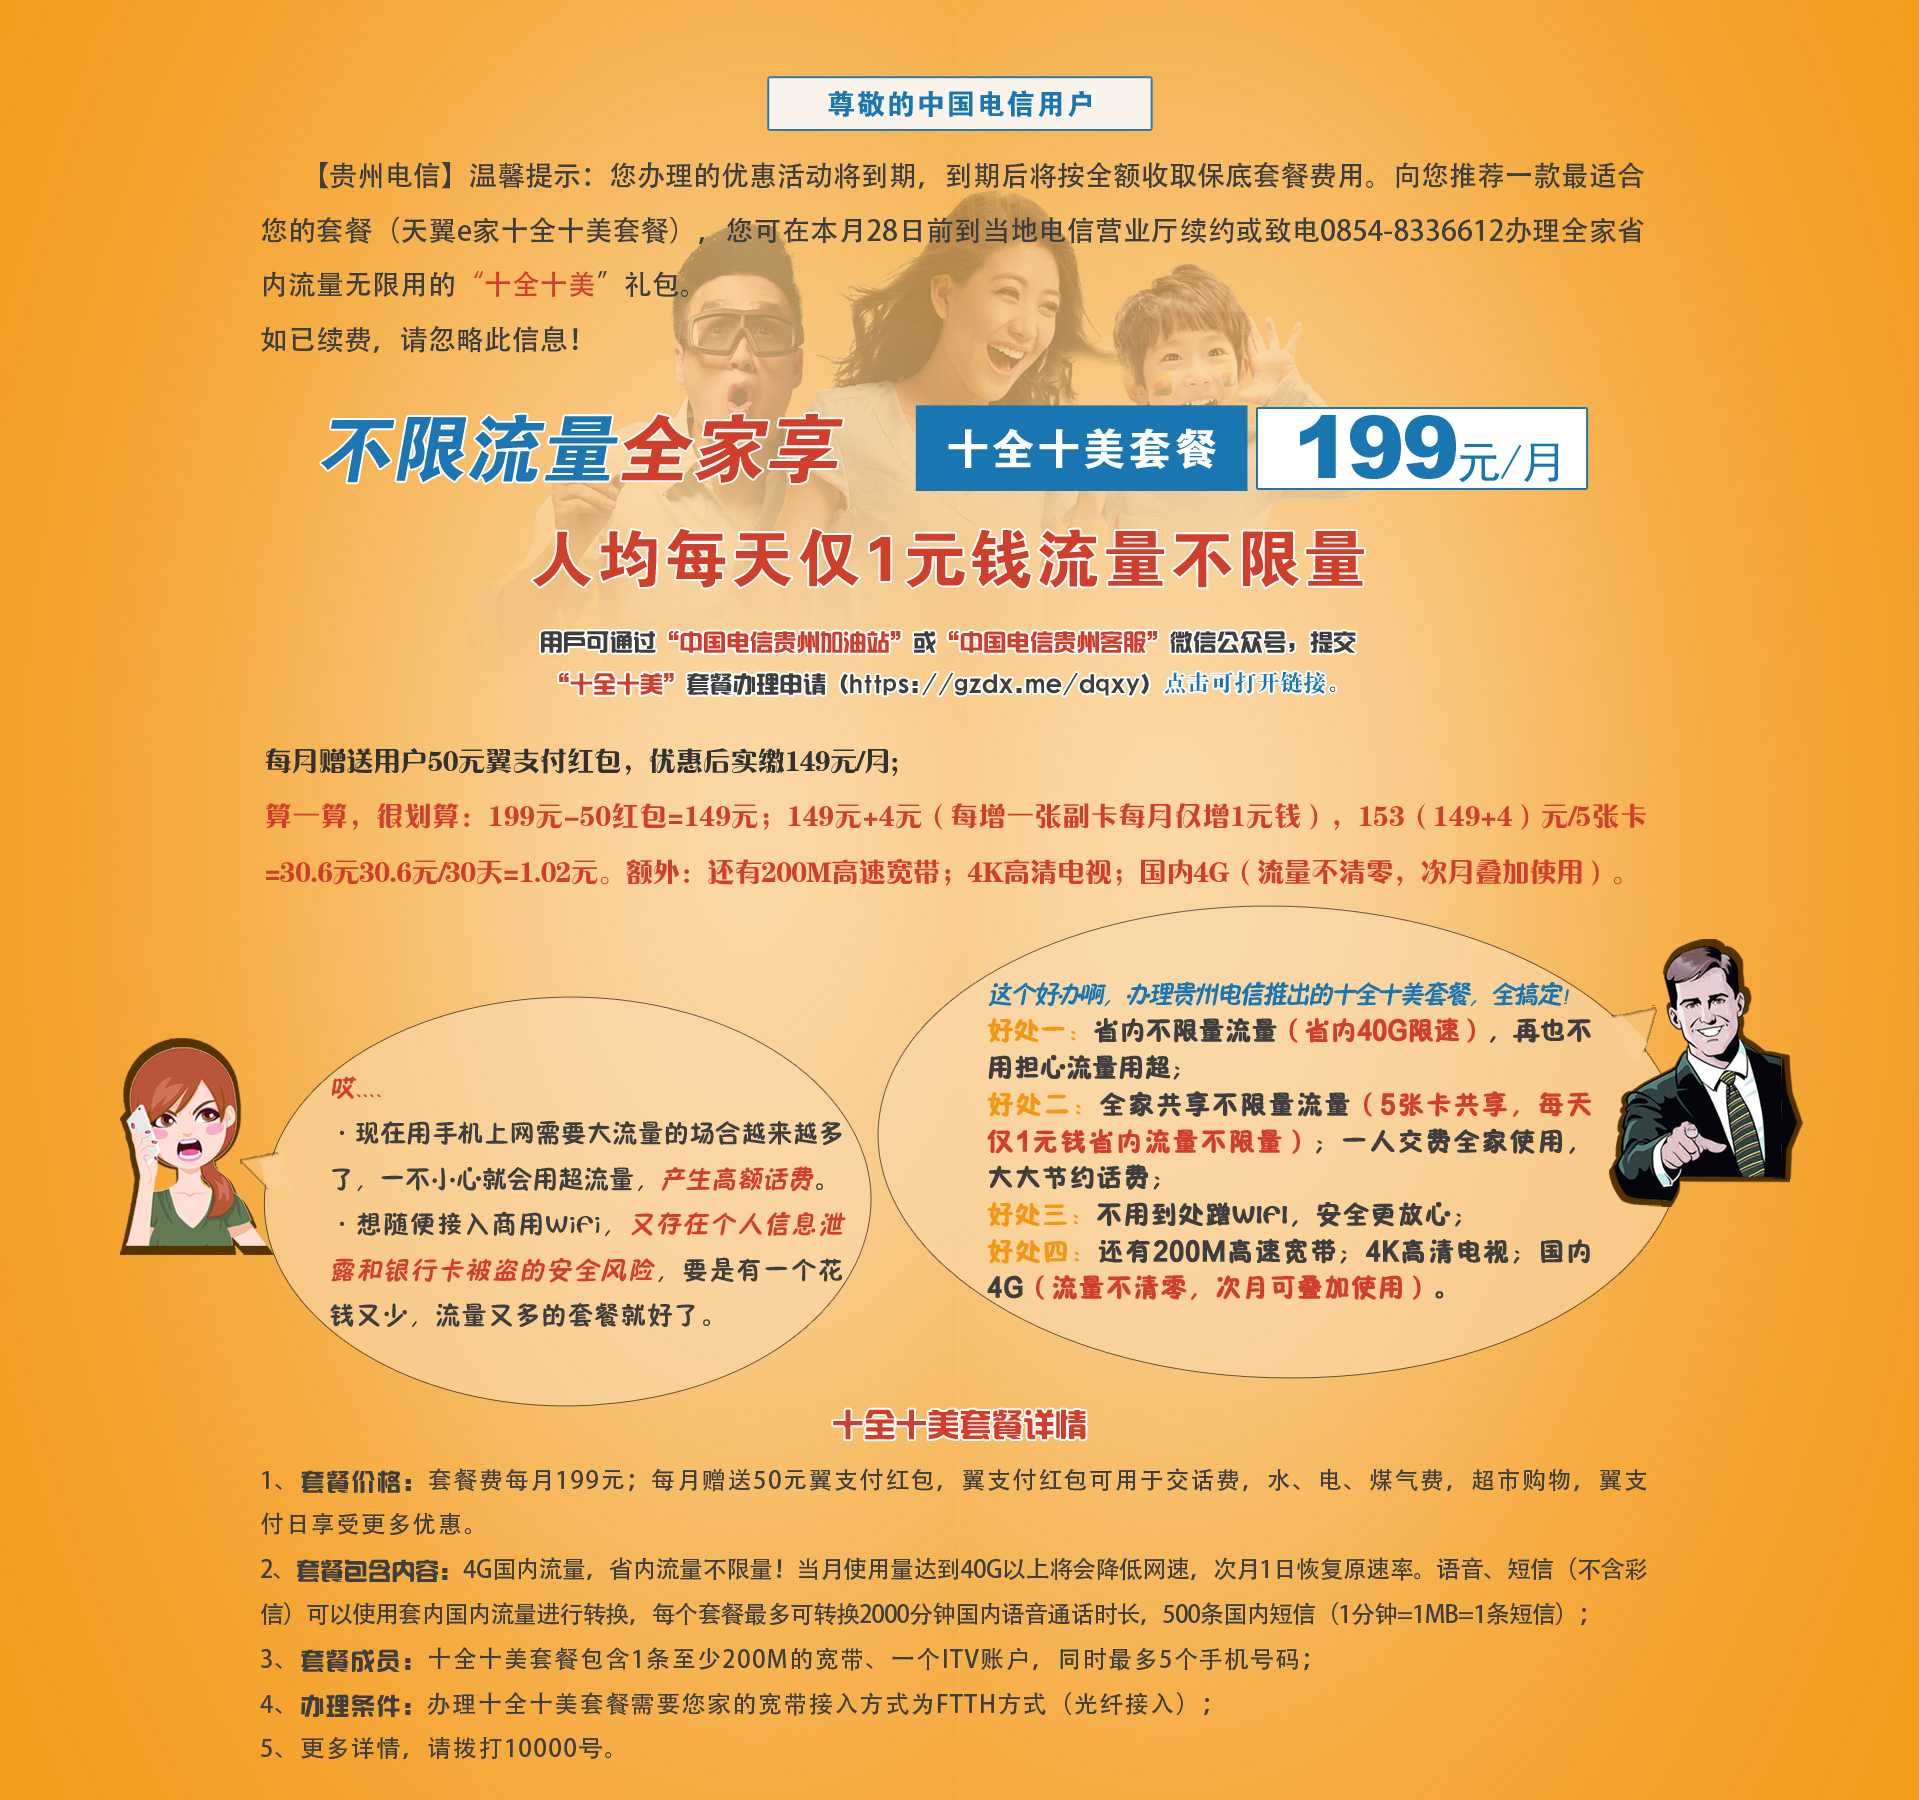 尊敬的中国电信用户
【贵州电信】温馨提示：您办理的优惠活动将到期，到期后将按全额收取保底套餐费用。向您推荐一款最适合
您的套餐（天翼e家十全十美套餐），您可在本月28日前到当地电信营业厅续约或致电0854-8336612办理全家省
内流量无限用的“十全十美”礼包。
如已续费，请忽略此信息！
不限流量全家享 十全十美套餐 199元/月
人均每天仅1元钱流量不限量
用戶可通过“中国电信贵州加油站”或“中国电信贵州客服”微信公众号，提交
“十全十美”套餐办理申请（https://gzdx.me/dqxy）点击可打开链接。
每月赠送用户50元翼支付红包，优惠后实缴149元/月；
算一算，很划算：199元-50红包=149元；149元+4元（每增一张副卡每月仅增1元钱），153（149+4）元/5张卡
=30.6元30.6元/30天=1.02元。额外：还有200M高速宽带；4K高清电视；国内4G（流量不清零，次月叠加使用）。
哎....
·现在用手机上网需要大流量的场合越来越多
了，一不小心就会用超流量，产生高额话费。
·想随便接入商用WiFi，又存在个人信息泄
露和银行卡被盗的安全风险，要是有一个花
钱又少，流量又多的套餐就好了。
这个好办啊，办理贵州电信推出的十全十美套餐，全搞定！
好处一：省内不限量流量（省内40G限速），再也不
用担心流量用超；
好处二：全家共享不限量流量（5张卡共享，每天
仅1元钱省内流量不限量）；一人交费全家使用，
大大节约话费；
好处三：不用到处蹭WIFI，安全更放心；
好处四：还有200M高速宽带；4K高清电视；国内
4G（流量不清零，次月可叠加使用）。
十全十美套餐详情
1、套餐价格：套餐费每月199元；每月赠送50元翼支付红包，翼支付红包可用于交话费，水、电、煤气费，超市购物，翼支
付日享受更多优惠。
2、套餐包含内容：4G国内流量，省内流量不限量！当月使用量达到40G以上将会降低网速，次月1日恢复原速率。语音、短信（不含彩
信）可以使用套内国内流量进行转换，每个套餐最多可转换2000分钟国内语音通话时长，500条国内短信（1分钟=1MB=1条短信）；
3、套餐成员：十全十美套餐包含1条至少200M的宽带、一个ITV账户，同时最多5个手机号码；
4、办理条件：办理十全十美套餐需要您家的宽带接入方式为FTTH方式（光纤接入）；
5、更多详情，请拨打10000号。